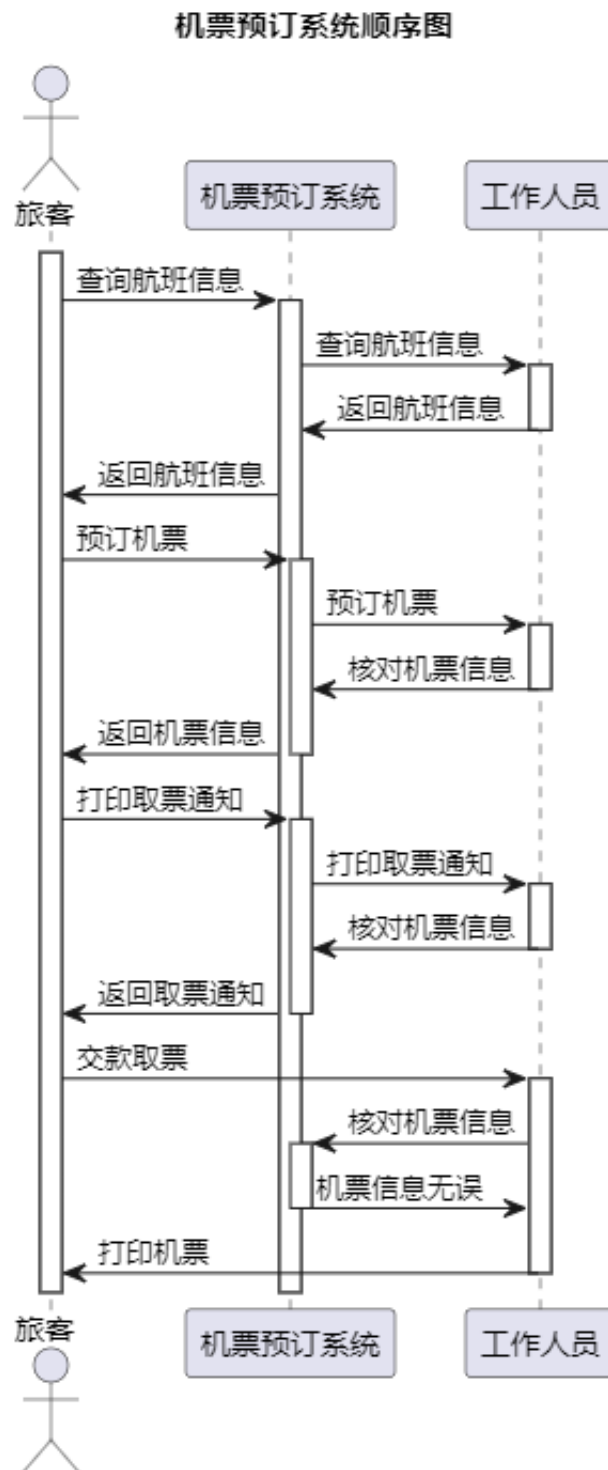 机票预订系统顺序图
旅客
机票预订系统
工作人员
查询航班信息
查询航班信息
返回航班信息
返回航班信息
预订机票
预订机票
核对机票信息
返回机票信息
打印取票通知
打印取票通知
核对机票信息
返回取票通知
交款取票
核对机票信息
机票信息无误
打印机票
旅客
机票预订系统
工作人员